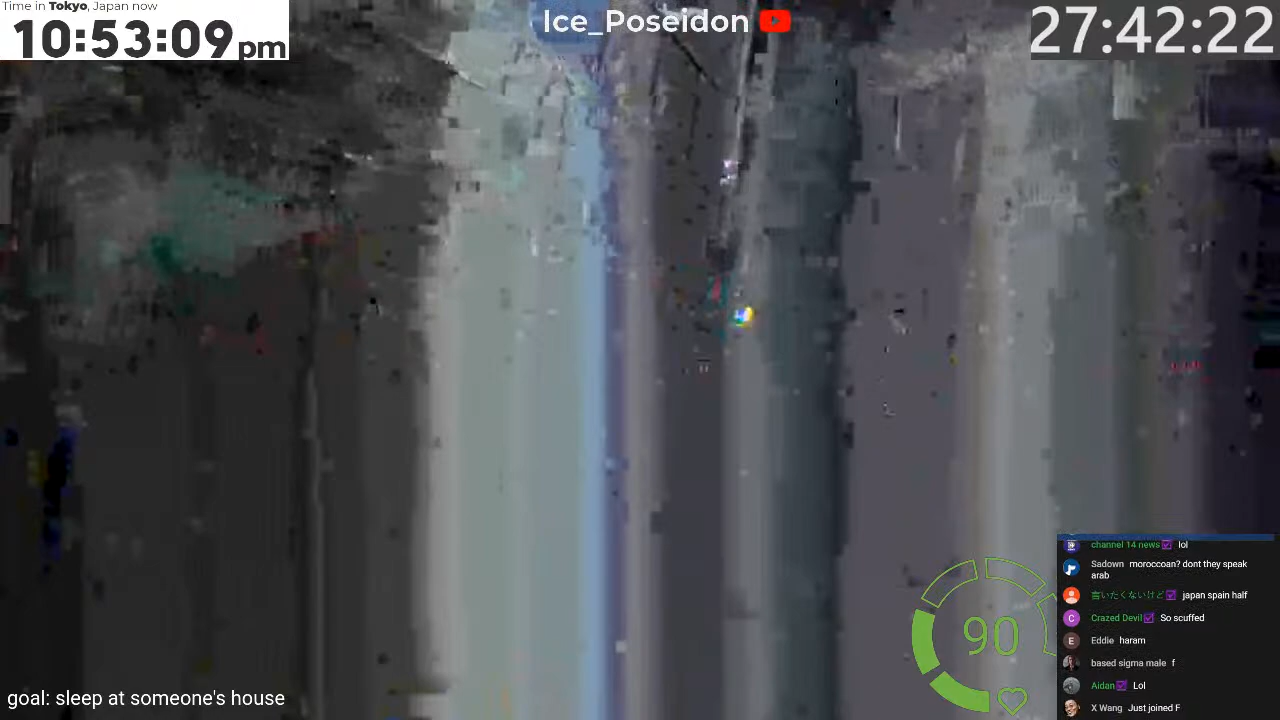 Time in Tokyo, Japan now
10:53:09 pm
Ice_Poseidon
27:42:22
channel 14 news lol
Sadown moroccoan? dont they speak
arab
言いたくないけど japan spain half
Crazed Devil So scuffed
E Eddie haram
based sigma male f
Aidan Lol
X Wang Just joined F
C
90
goal: sleep at someone's house